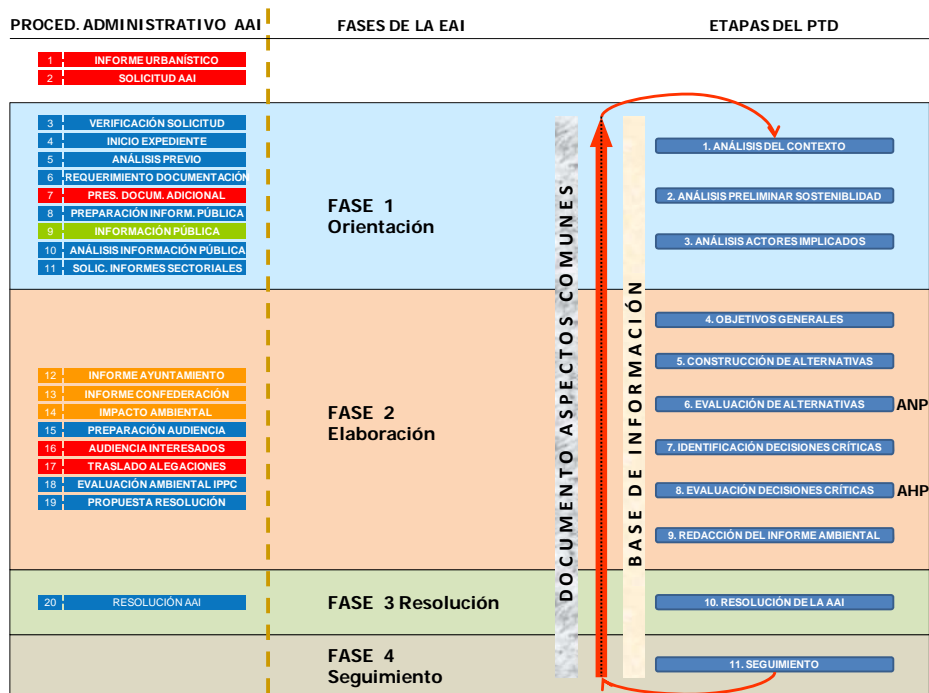 PROCED. ADMINISTRATIVO AAI
FASES DE LA EAI
ETAPAS DEL PTD
1 INFORME URBANÍSTICO
2 SOLICITUD AAI
3 VERIFICACIÓN SOLICITUD
4 INICIO EXPEDIENTE
5 ANÁLISIS PREVIO
6 REQUERIMIENTO DOCUMENTACIÓN
7 PRES. DOCUM. ADICIONAL
8 PREPARACIÓN INFORM. PÚBLICA
9 INFORMACIÓN PÚBLICA
10 ANÁLISIS INFORMACIÓN PÚBLICA
11 SOLIC. INFORMES SECTORIALES
FASE 1
Orientación
1. ANÁLISIS DEL CONTEXTO
2. ANÁLISIS PRELIMINAR SOSTENIBLIDAD
3. ANÁLISIS ACTORES IMPLICADOS
DOCUMENTO ASPECTOS COMUNES
BASE DE INFORMACIÓN
12 INFORME AYUNTAMIENTO
13 INFORME CONFEDERACIÓN
14 IMPACTO AMBIENTAL
15 PREPARACIÓN AUDIENCIA
16 AUDIENCIA INTERESADOS
17 TRASLADO ALEGACIONES
18 EVALUACIÓN AMBIENTAL IPPC
19 PROPUESTA RESOLUCIÓN
FASE 2
Elaboración
4. OBJETIVOS GENERALES
5. CONSTRUCCIÓN DE ALTERNATIVAS
6. EVALUACIÓN DE ALTERNATIVAS ANP
7. IDENTIFICACIÓN DECISIONES CRÍTICAS
8. EVALUACIÓN DECISIONES CRÍTICAS AHP
9. REDACCIÓN DEL INFORME AMBIENTAL
20 RESOLUCIÓN AAI
FASE 3 Resolución
10. RESOLUCIÓN DE LA AAI
FASE 4
Seguimiento
11. SEGUIMIENTO